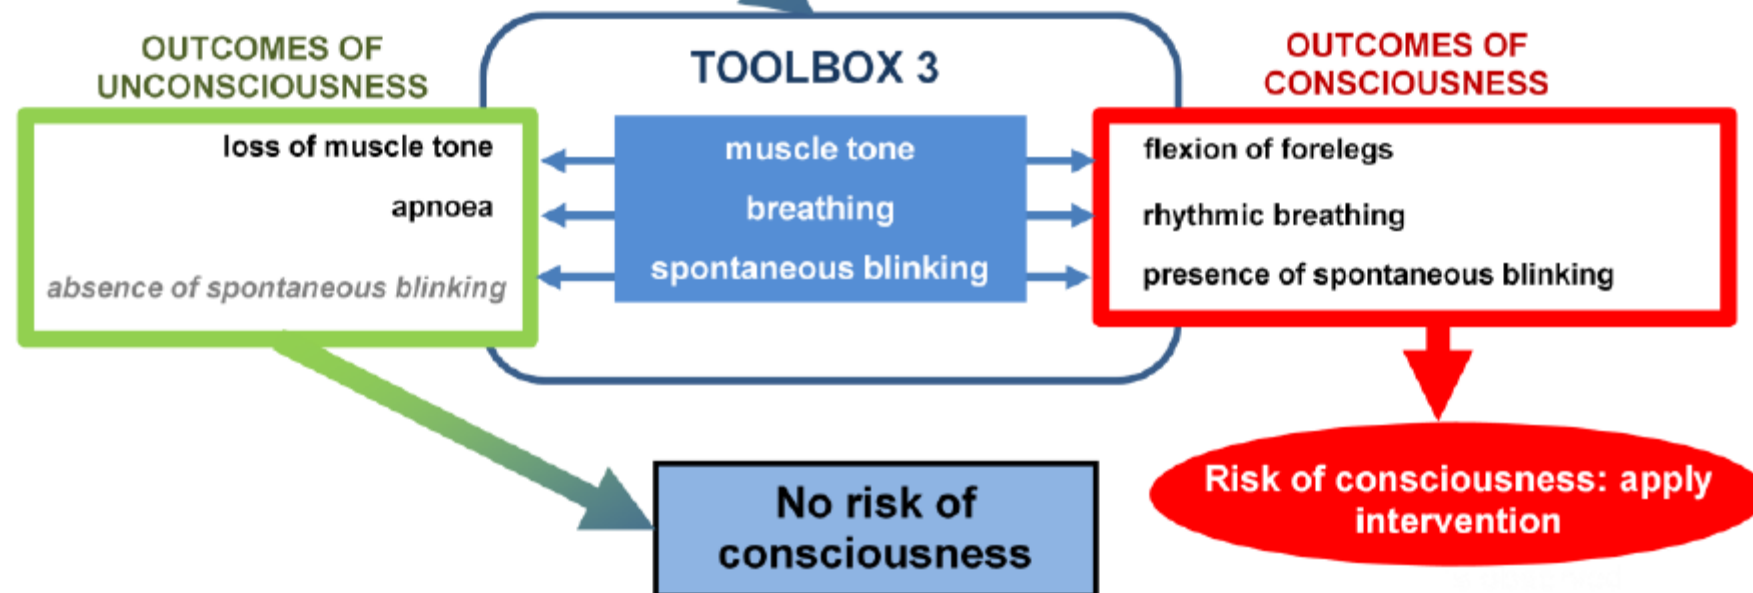 OUTCOMES OF
UNCONSCIOUSNESS
TOOLBOX 3
OUTCOMES OF
CONSCIOUSNESS
loss of muscle tone
muscle tone
flexion of forelegs
apnoea
breathing
rhythmic breathing
absence of spontaneous blinking
spontaneous blinking
presence of spontaneous blinking
No risk of
consciousness
Risk of consciousness: apply
intervention